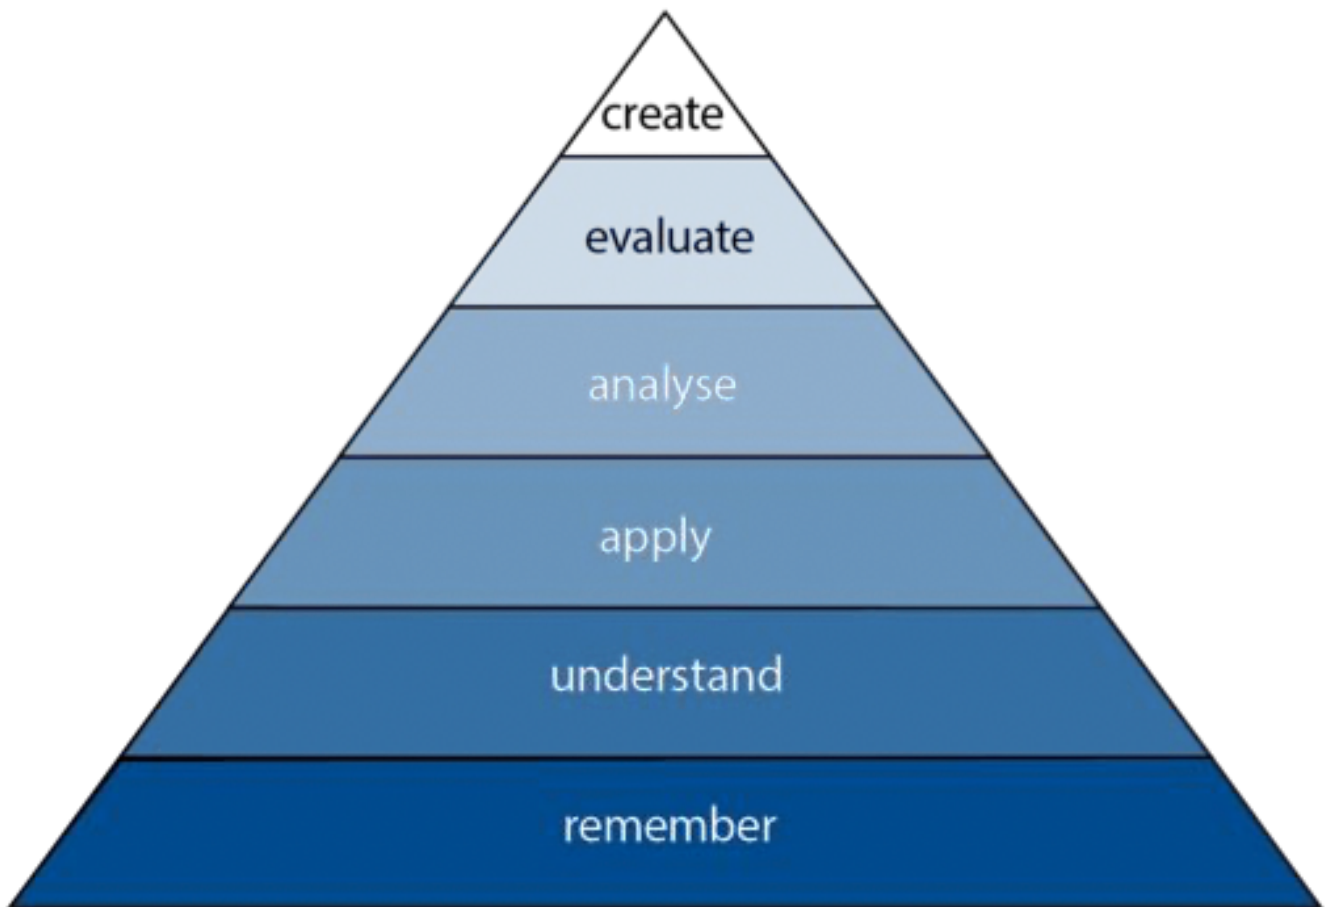 create
evaluate
analyse
apply
understand
remember